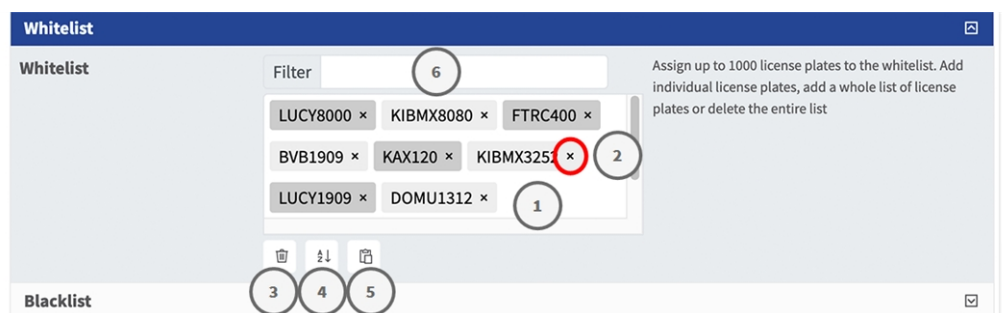 Whitelist
Whitelist
Filter
6
Assign up to 1000 license plates to the whitelist. Add
individual license plates, add a whole list of license
plates or delete the entire list
LUCY8000 × KIBMX8080 × FTRC400 ×
BVB1909 × KAX120 × KIBMX3252 × 2
LUCY1909 × DOMU1312 × 1
3 4 5
Blacklist